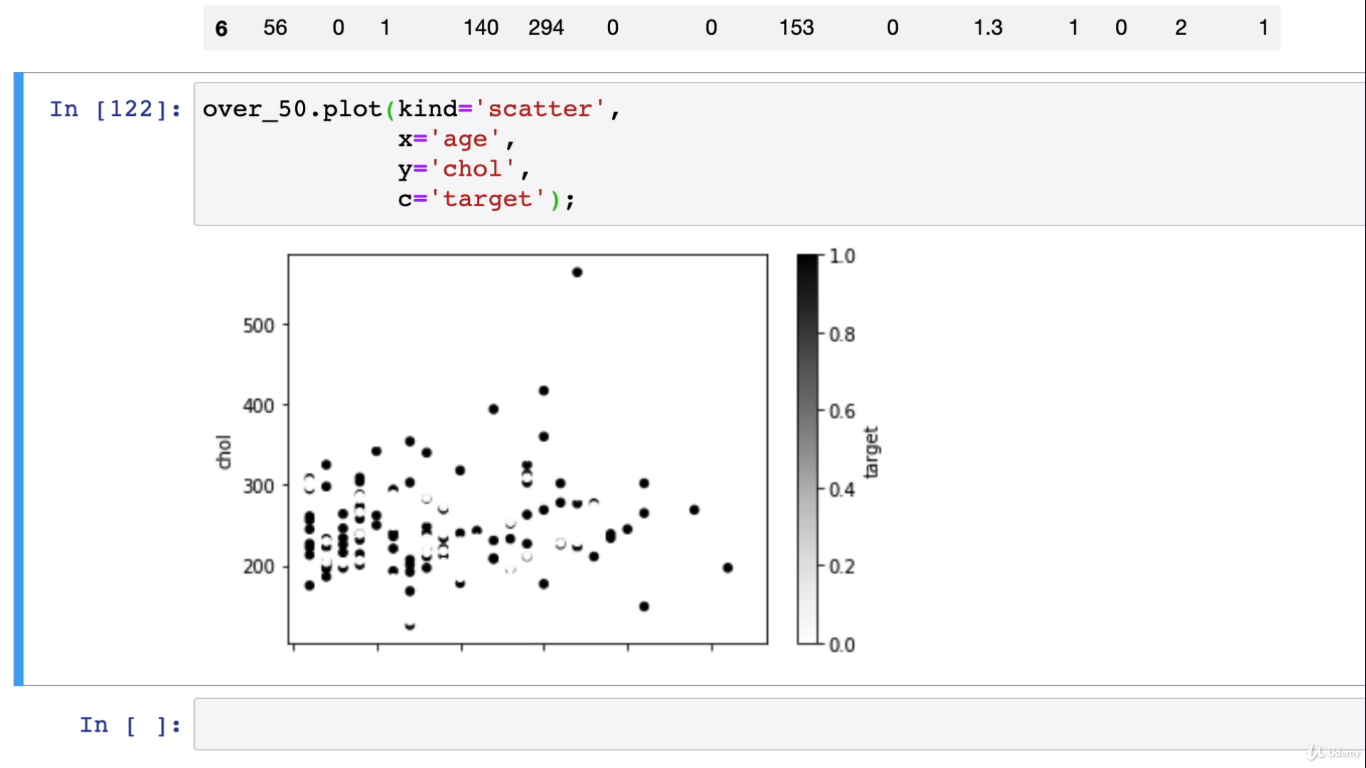 6 56 0 1 140 294 0 0 153 0 1.3 1 0 2 1
In [122]: over_50.plot(kind='scatter',
x='age',
y='chol',
c='target');
500
400
300
200
chol
1.0
0.8
0.6
0.4
0.2
0.0
target
In [ ]:
Udemy